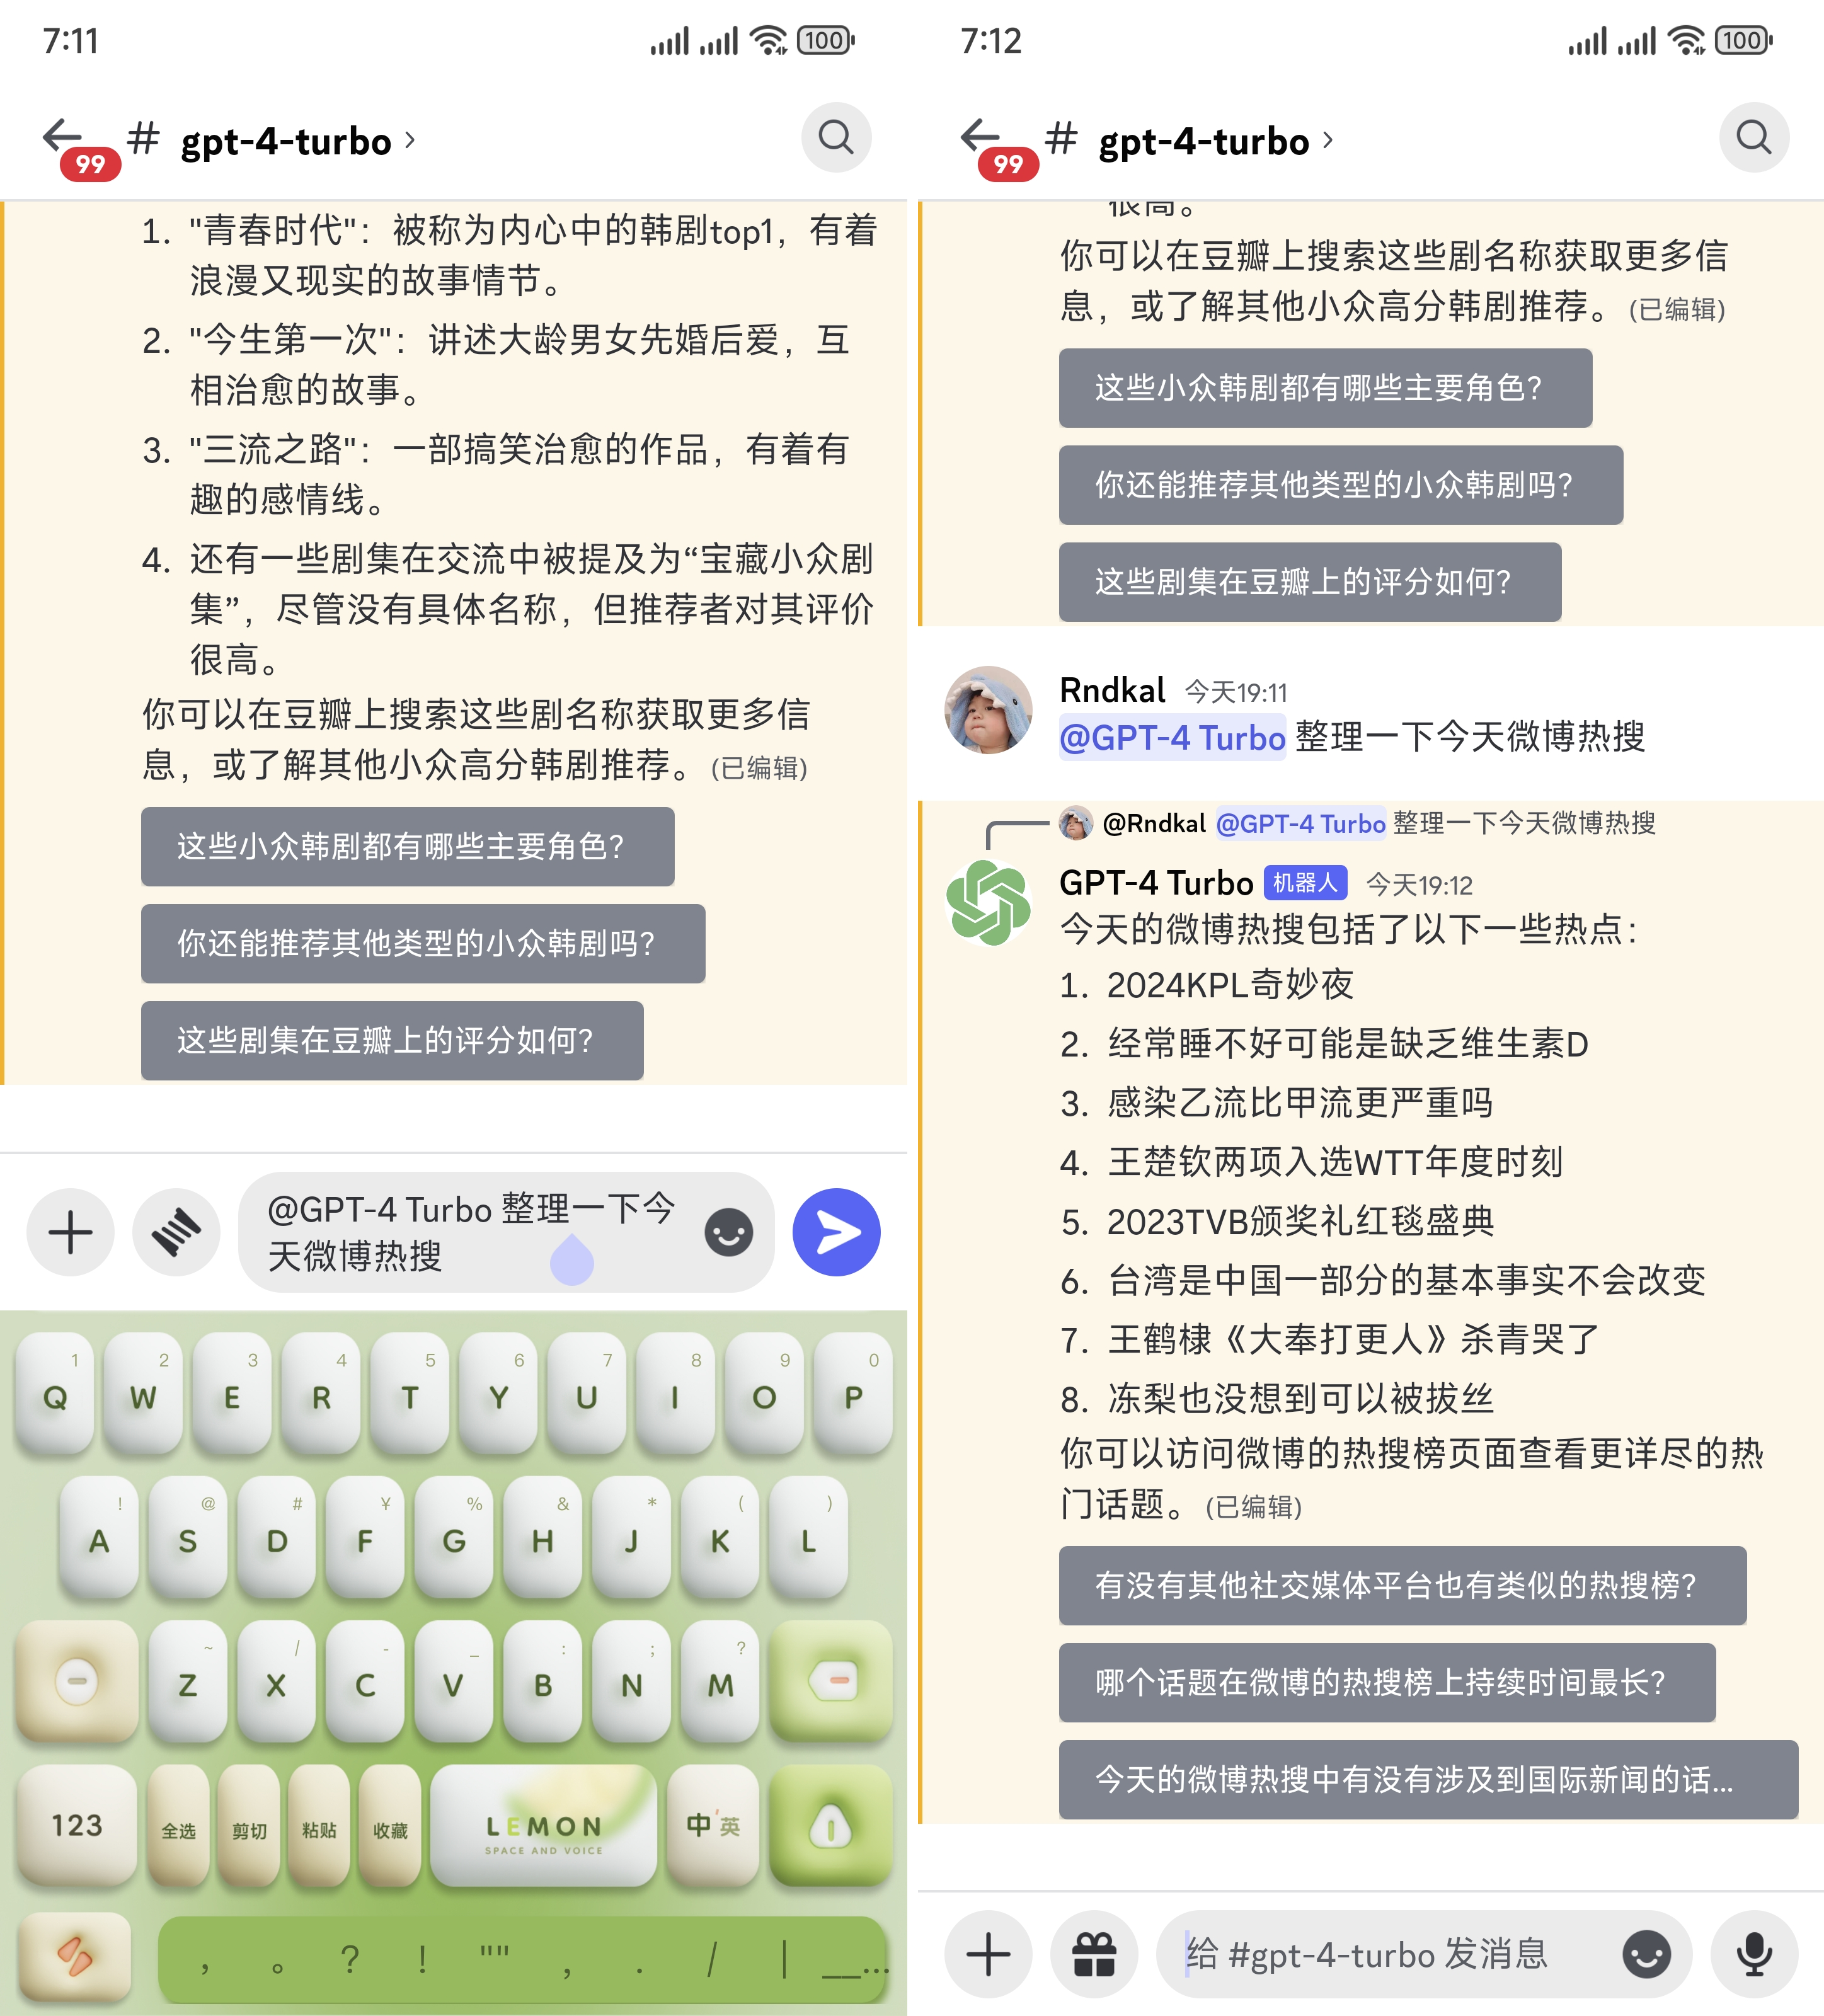 7:11
100
99
# gpt-4-turbo ›
1. "青春时代"：被称为内心中的韩剧top1，有着
浪漫又现实的故事情节。
2. "今生第一次"：讲述大龄男女先婚后爱，互
相治愈的故事。
3. "三流之路"：一部搞笑治愈的作品，有着有
趣的感情线。
4. 还有一些剧集在交流中被提及为“宝藏小众剧
集”，尽管没有具体名称，但推荐者对其评价
很高。
你可以在豆瓣上搜索这些剧名称获取更多信
息，或了解其他小众高分韩剧推荐。(已编辑)
这些小众韩剧都有哪些主要角色？
你还能推荐其他类型的小众韩剧吗？
这些剧集在豆瓣上的评分如何？
@GPT-4 Turbo 整理一下今
天微博热搜
1 2 3 4 5 6 7 8 9 0
Q W E R T Y U I O P
! @ # ¥ % & * ( )
A S D F G H J K L
~ / - _ : ; ?
Z X C V B N M
123 全选 剪切 粘贴 收藏 LEMON 中'英
SPACE AND VOICE
， 。 ? ! "" , . / | __...
7:12
100
99
# gpt-4-turbo ›
很高。
你可以在豆瓣上搜索这些剧名称获取更多信
息，或了解其他小众高分韩剧推荐。(已编辑)
这些小众韩剧都有哪些主要角色？
你还能推荐其他类型的小众韩剧吗？
这些剧集在豆瓣上的评分如何？
Rndkal 今天19:11
@GPT-4 Turbo 整理一下今天微博热搜
@Rndkal @GPT-4 Turbo 整理一下今天微博热搜
GPT-4 Turbo 机器人 今天19:12
今天的微博热搜包括了以下一些热点：
1. 2024KPL奇妙夜
2. 经常睡不好可能是缺乏维生素D
3. 感染乙流比甲流更严重吗
4. 王楚钦两项入选WTT年度时刻
5. 2023TVB颁奖礼红毯盛典
6. 台湾是中国一部分的基本事实不会改变
7. 王鹤棣《大奉打更人》杀青哭了
8. 冻梨也没想到可以被拔丝
你可以访问微博的热搜榜页面查看更详尽的热
门话题。(已编辑)
有没有其他社交媒体平台也有类似的热搜榜？
哪个话题在微博的热搜榜上持续时间最长？
今天的微博热搜中有没有涉及到国际新闻的话...
给 #gpt-4-turbo 发消息